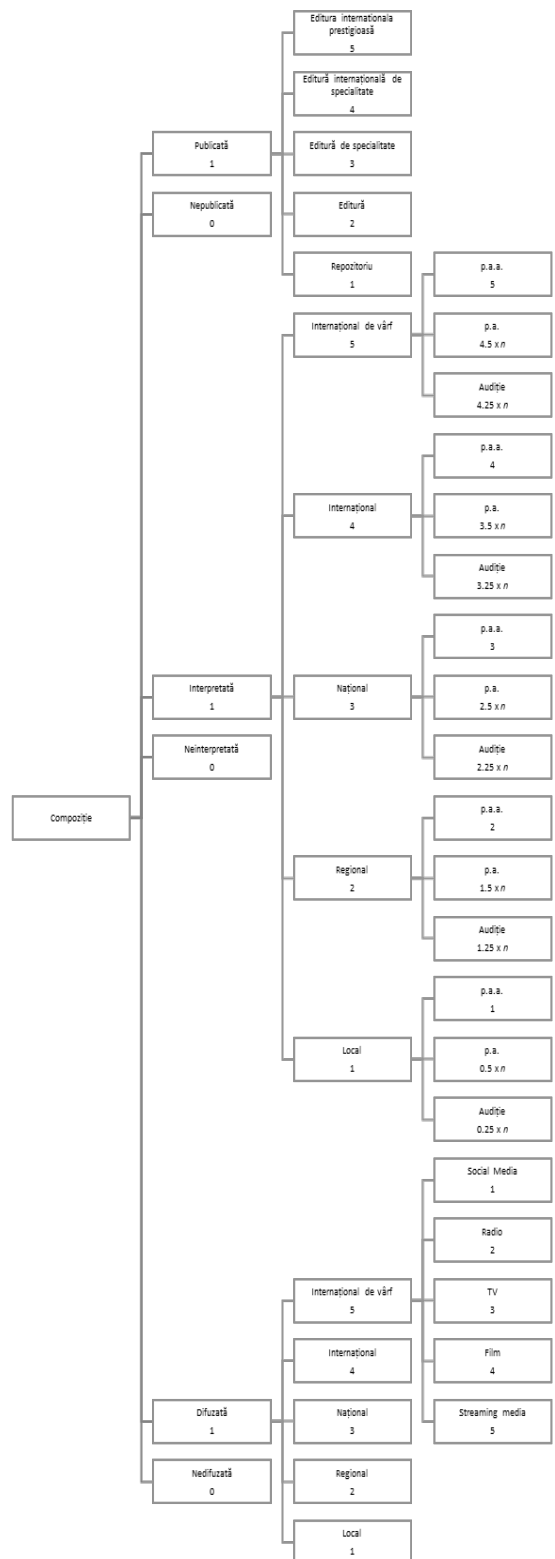 Editura internationala
prestigioasă
5
Editură internațională de
specialitate
4
Publicată
1
Editură de specialitate
3
Nepublicată
0
Editură
2
Repozitoriu
1
p.a.a.
5
Internațional de vârf
5
p.a.
4.5 x n
Audiție
4.25 x n
p.a.a.
4
Internațional
4
p.a.
3.5 x n
Audiție
3.25 x n
p.a.a.
3
Interpretată
1
Național
3
p.a.
2.5 x n
Neinterpretată
0
Audiție
2.25 x n
Compoziție
p.a.a.
2
Regional
2
p.a.
1.5 x n
Audiție
1.25 x n
p.a.a.
1
Local
1
p.a.
0.5 x n
Audiție
0.25 x n
Social Media
1
Radio
2
Internațional de vârf
5
TV
3
Internațional
4
Film
4
Difuzată
1
Național
3
Streaming media
5
Nedifuzată
0
Regional
2
Local
1